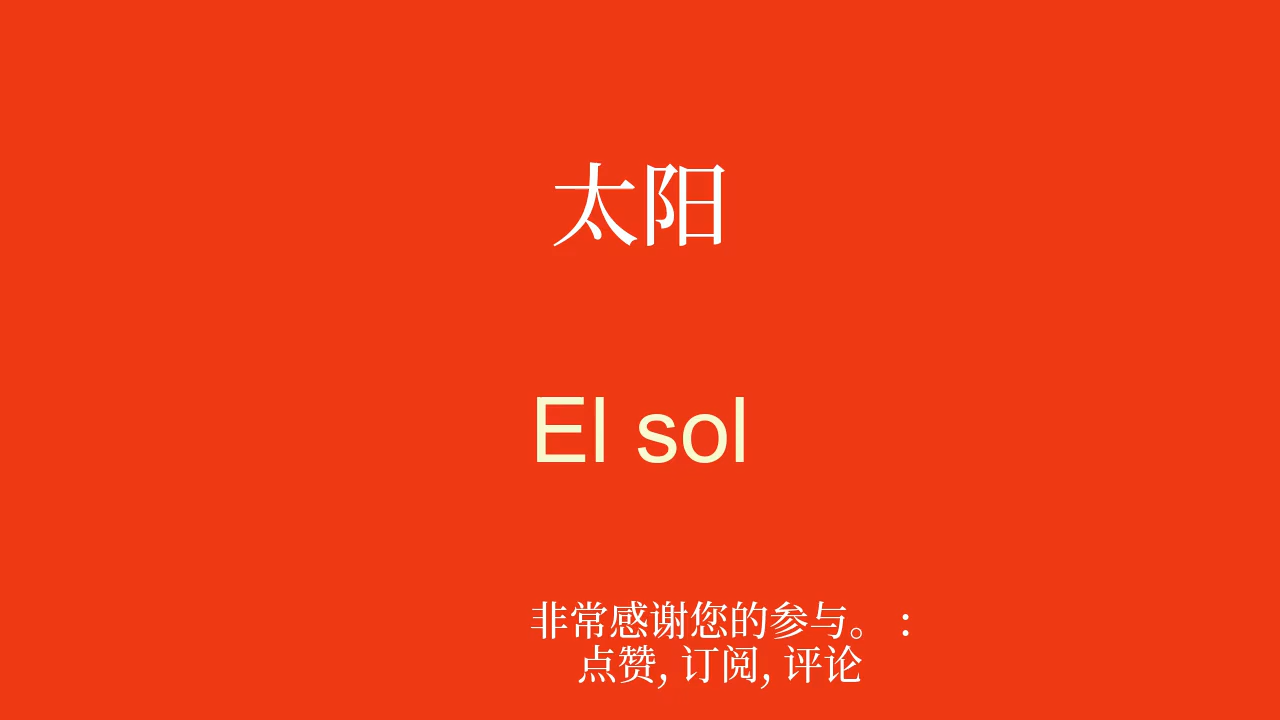 太阳
El sol
非常感谢您的参与。 :
点赞, 订阅, 评论